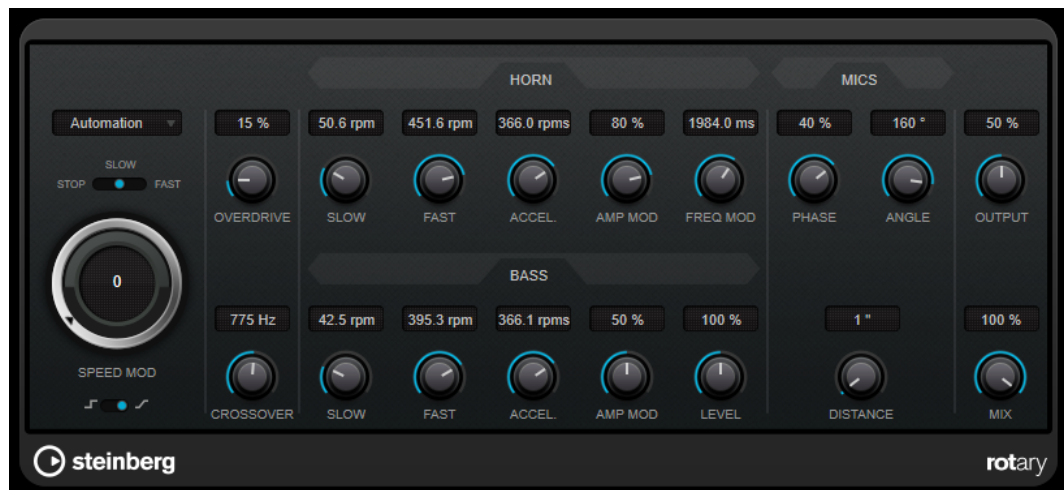 HORN MICS
Automation 15 % 50.6 rpm 451.6 rpm 366.0 rpms 80 % 1984.0 ms 40 % 160 ° 50 %
SLOW
STOP FAST
OVERDRIVE SLOW FAST ACCEL. AMP MOD FREQ MOD PHASE ANGLE OUTPUT
BASS
0
775 Hz 42.5 rpm 395.3 rpm 366.1 rpms 50 % 100 % 1 " 100 %
SPEED MOD
CROSSOVER SLOW FAST ACCEL. AMP MOD LEVEL DISTANCE MIX
steinberg rotary